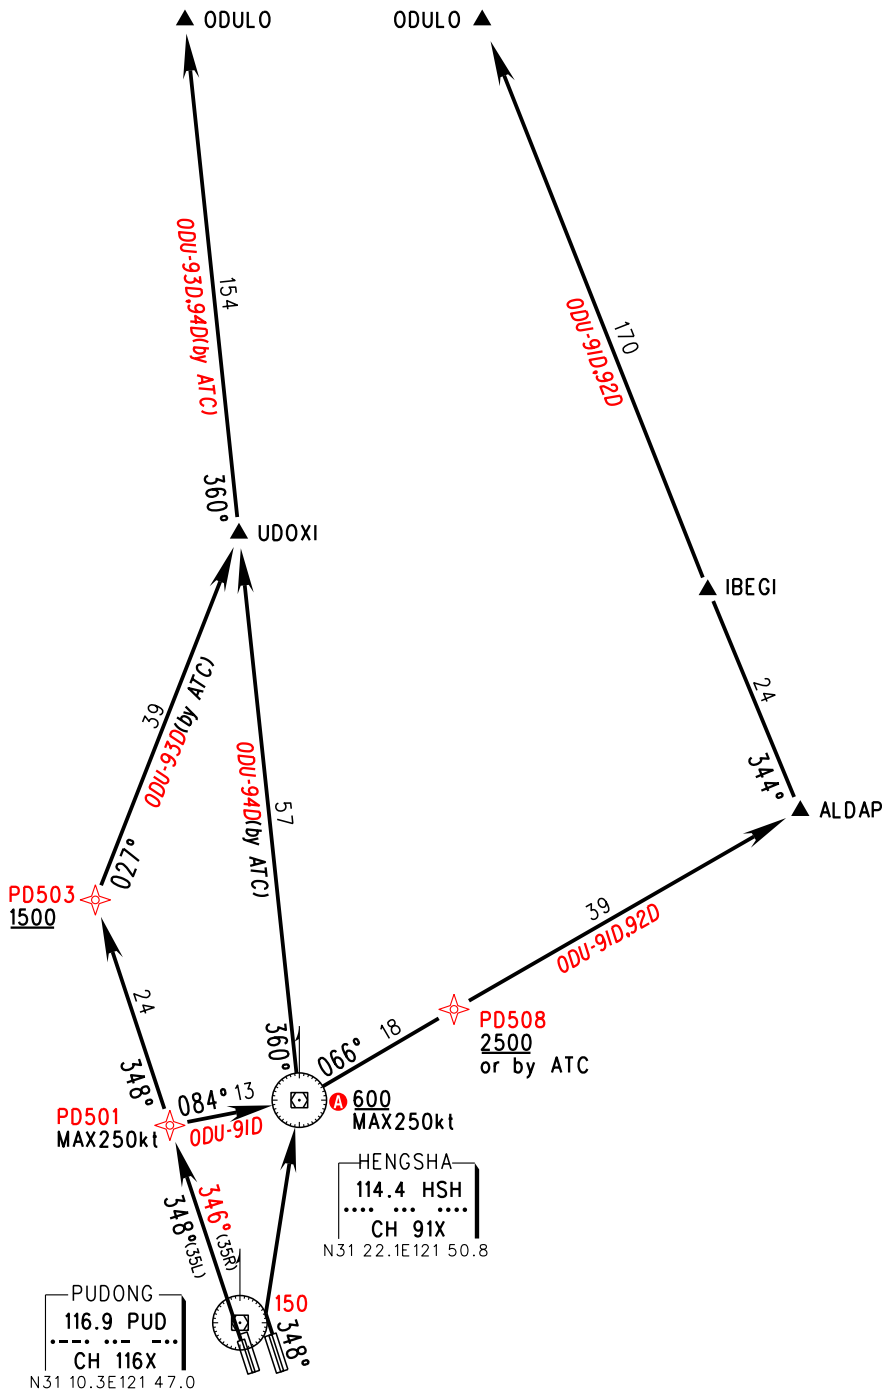 ODULO
ODULO
ODU-93D,94D(by ATC)
154
ODU-91D,92D
170
360°
UDOXI
IBEGI
24
344°
ALDAP
39
ODU-93D(by ATC)
ODU-94D(by ATC)
57
027°
PD503
1500
39
ODU-91D,92D
24
348°
360°
066°
18
PD508
2500
or by ATC
PD501
MAX250kt
084°
13
ODU-91D
A 600
MAX250kt
HENGSHA
114.4 HSH
CH 91X
N31 22.1E121 50.8
346°(35R)
348°(35L)
PUDONG
116.9 PUD
CH 116X
N31 10.3E121 47.0
150
348°